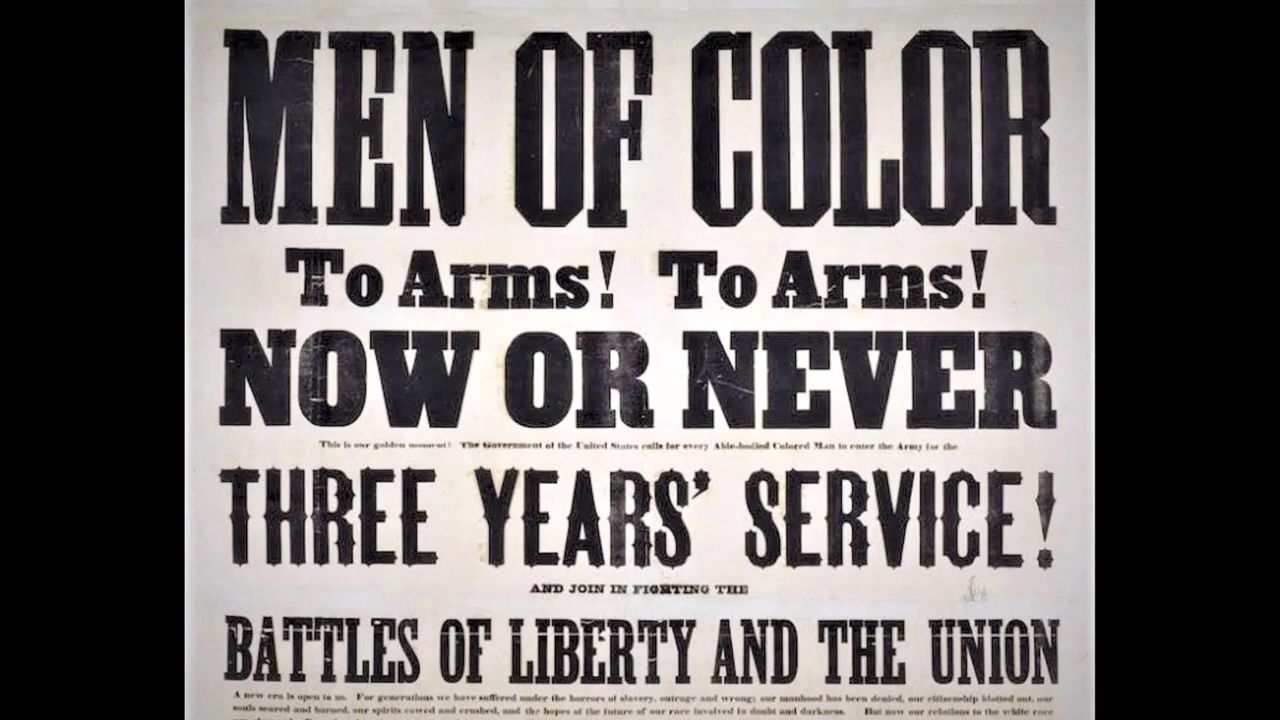 MEN OF COLOR
To Arms! To Arms!
NOW OR NEVER
This is our golden moment! The Government of the United States calls for every Able-bodied Colored Man to enter the Army for the
THREE YEARS' SERVICE!
AND JOIN IN FIGHTING THE
BATTLES OF LIBERTY AND THE UNION
A new era is open to us. For generations we have suffered under the horrors of slavery, outrage and wrong; our manhood has been denied, our citizenship blotted out, our
souls seared and burned, our spirits cowed and crushed, and the hopes of the future of our race involved in doubt and darkness. But now our relations to the white race